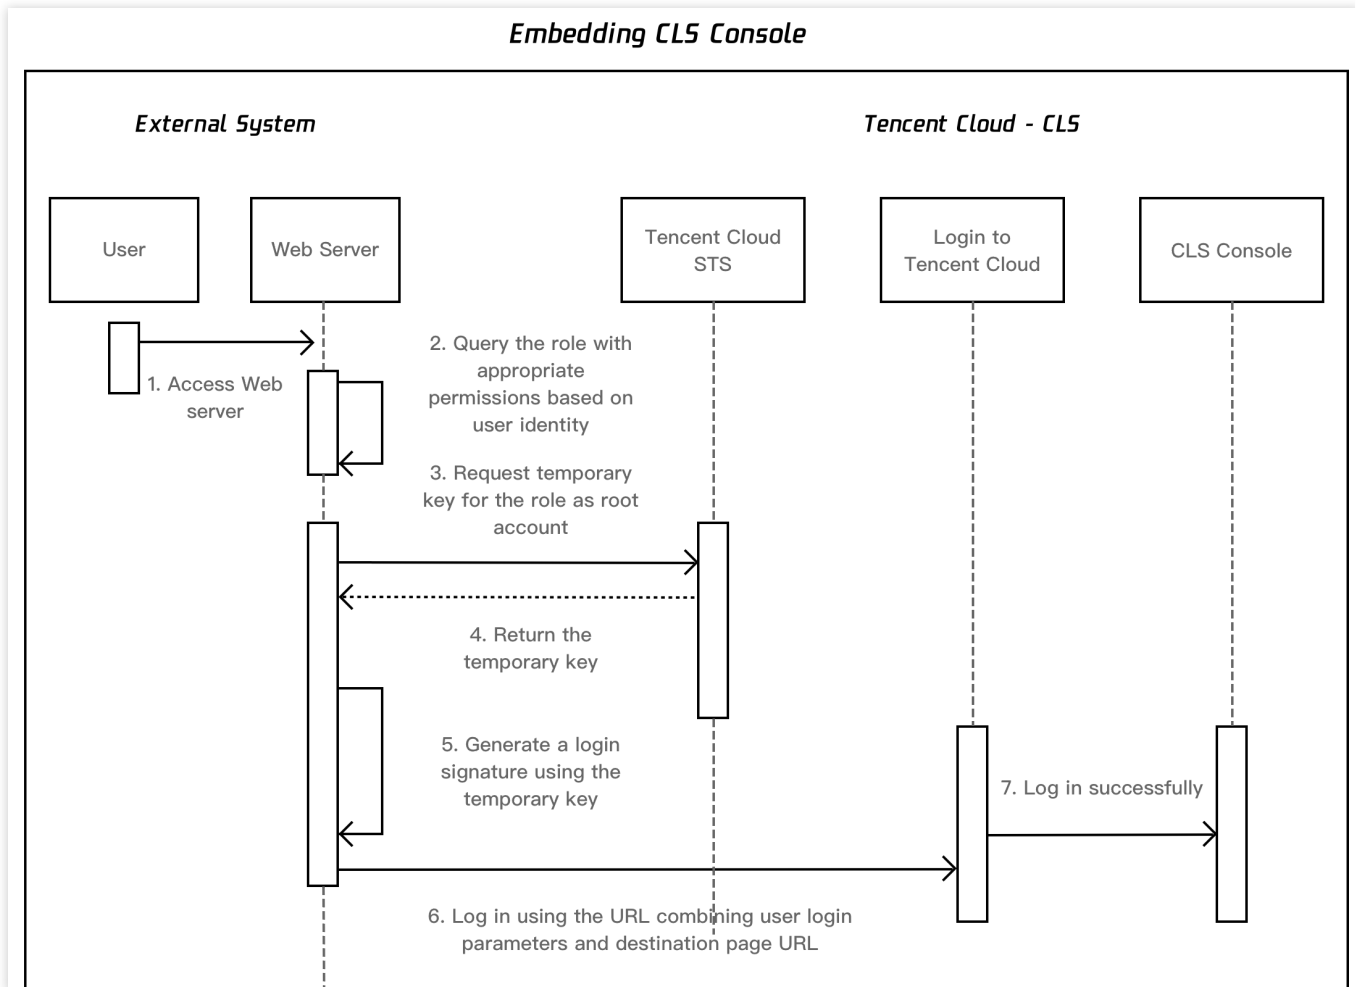 Embedding CLS Console
External System
Tencent Cloud - CLS
User
Web Server
Tencent Cloud
STS
Login to
Tencent Cloud
CLS Console
1. Access Web
server
2. Query the role with
appropriate
permissions based on
user identity
3. Request temporary
key for the role as root
account
4. Return the
temporary key
5. Generate a login
signature using the
temporary key
6. Log in using the URL combining user login
parameters and destination page URL
7. Log in successfully